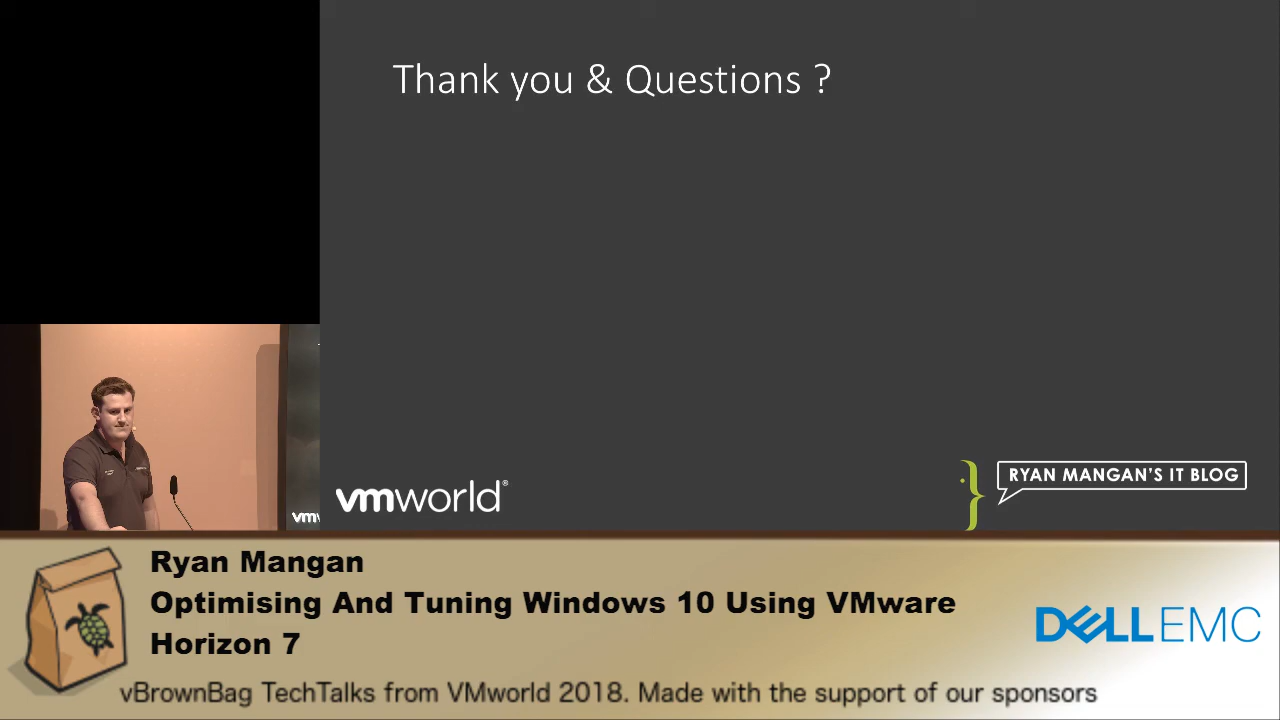 Thank you & Questions ?
vmworld®
RYAN MANGAN'S IT BLOG
vmw
Ryan Mangan
Optimising And Tuning Windows 10 Using VMware
Horizon 7
DELLEMC
vBrownBag TechTalks from VMworld 2018. Made with the support of our sponsors